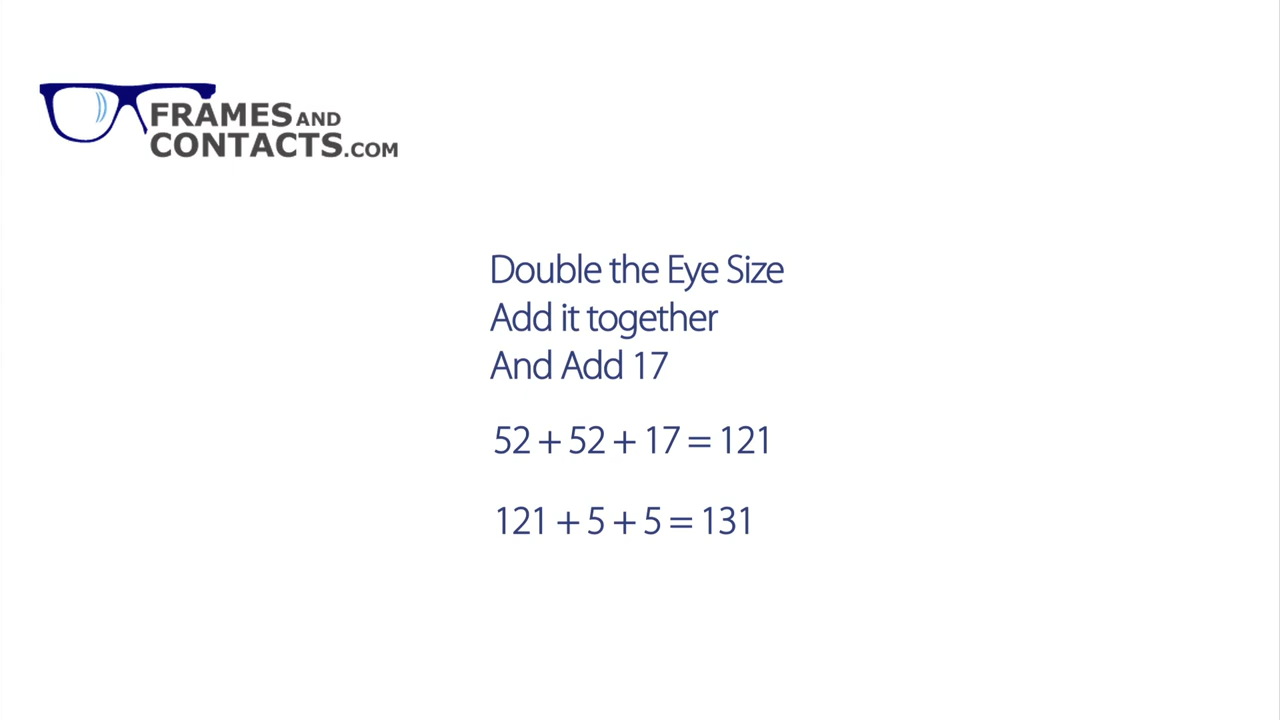 FRAMES AND
CONTACTS.COM
Double the Eye Size
Add it together
And Add 17
52 + 52 + 17 = 121
121 + 5 + 5 = 131